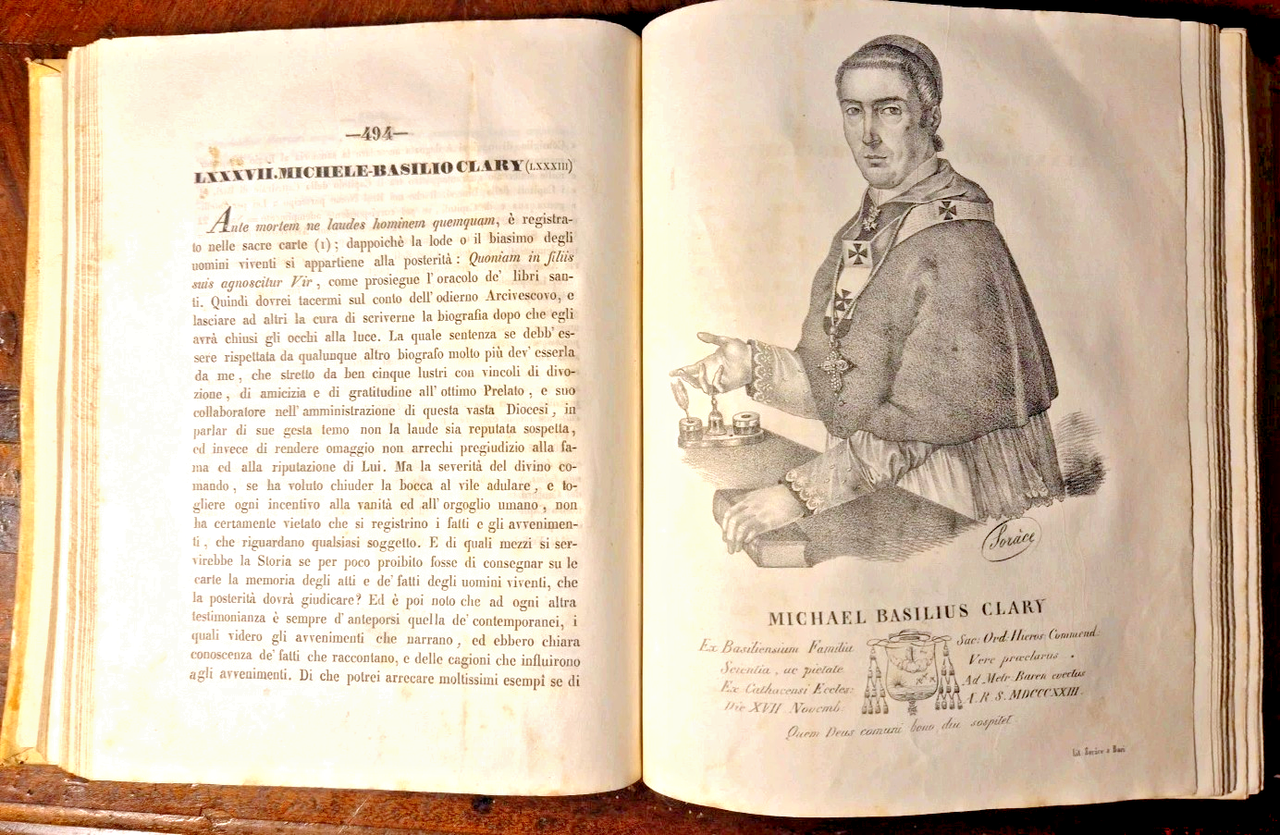 —494—
LXXXVII. MICHELE-BASILIO CLARY (LXXXIII)
Ante mortem ne laudes hominem quemquam, è registra-
to nelle sacre carte (1); dappoichè la lode o il biasimo degli
uomini viventi si appartiene alla posterità: Quoniam in filiis
suis agnoscitur Vir, come prosiegue l'oracolo de' libri san-
ti. Quindi dovrei tacermi sul conto dell'odierno Arcivescovo, e
lasciare ad altri la cura di scriverne la biografia dopo che egli
avrà chiusi gli occhi alla luce. La quale sentenza se debb'es-
sere rispettata da qualunque altro biografo molto più dev'esserla
da me, che stretto da ben cinque lustri con vincoli di divo-
zione, di amicizia e di gratitudine all'ottimo Prelato, e suo
collaboratore nell'amministrazione di questa vasta Diocesi, in
parlar di sue gesta temo non la laude sia reputata sospetta,
ed invece di rendere omaggio non arrechi pregiudizio alla fa-
ma ed alla riputazione di Lui. Ma la severità del divino co-
mando, se ha voluto chiuder la bocca al vile adulare, e to-
gliere ogni incentivo alla vanità ed all'orgoglio umano, non
ha certamente vietato che si registrino i fatti e gli avvenimen-
ti, che riguardano qualsiasi soggetto. E di quali mezzi si ser-
virebbe la Storia se per poco proibito fosse di consegnar su le
carte la memoria degli atti e de' fatti degli uomini viventi, che
la posterità dovrà giudicare? Ed è poi noto che ad ogni altra
testimonianza è sempre d'anteporsi quella de' contemporanei, i
quali videro gli avvenimenti che narrano, ed ebbero chiara
conoscenza de' fatti che raccontano, e delle cagioni che influirono
agli avvenimenti. Di che potrei arrecare moltissimi esempî se di
Soràce
MICHAEL BASILIUS CLARY
Ex Basiliensium Familia
Scientia, ac pietate
Ex Cathacensi Eccles:
Die XVII Novemb.
Sac: Ord. Hieros: Commend.
Vere præclarus.
Ad Metr. Baren evectus
A. R. S. MDCCCXXIII.
Quem Deus comuni bono diu sospitet
Lit. Bari